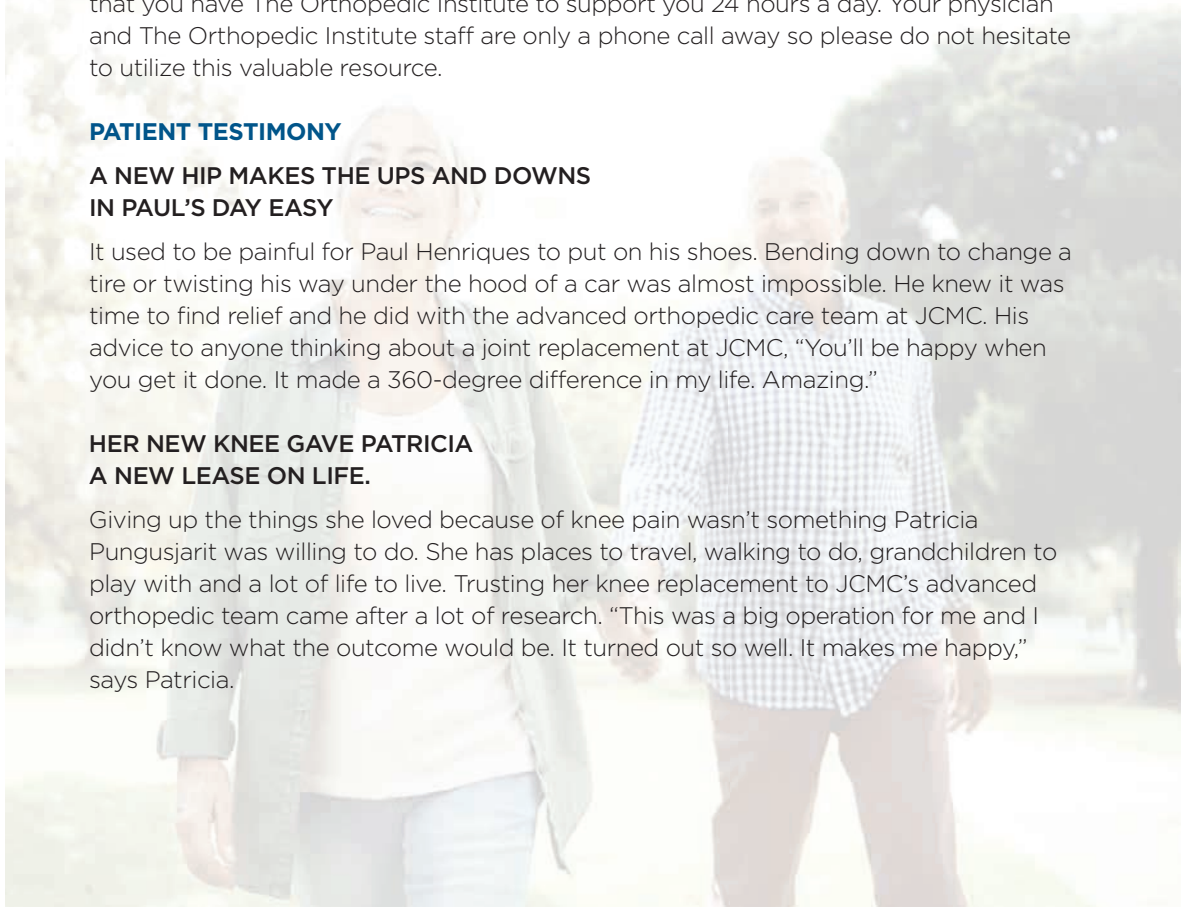 that you have The Orthopedic Institute to support you 24 hours a day. Your physician
and The Orthopedic Institute staff are only a phone call away so please do not hesitate
to utilize this valuable resource.
PATIENT TESTIMONY
A NEW HIP MAKES THE UPS AND DOWNS
IN PAUL’S DAY EASY
It used to be painful for Paul Henriques to put on his shoes. Bending down to change a
tire or twisting his way under the hood of a car was almost impossible. He knew it was
time to find relief and he did with the advanced orthopedic care team at JCMC. His
advice to anyone thinking about a joint replacement at JCMC, “You’ll be happy when
you get it done. It made a 360-degree difference in my life. Amazing.”
HER NEW KNEE GAVE PATRICIA
A NEW LEASE ON LIFE.
Giving up the things she loved because of knee pain wasn’t something Patricia
Pungusjarit was willing to do. She has places to travel, walking to do, grandchildren to
play with and a lot of life to live. Trusting her knee replacement to JCMC’s advanced
orthopedic team came after a lot of research. “This was a big operation for me and I
didn’t know what the outcome would be. It turned out so well. It makes me happy,”
says Patricia.